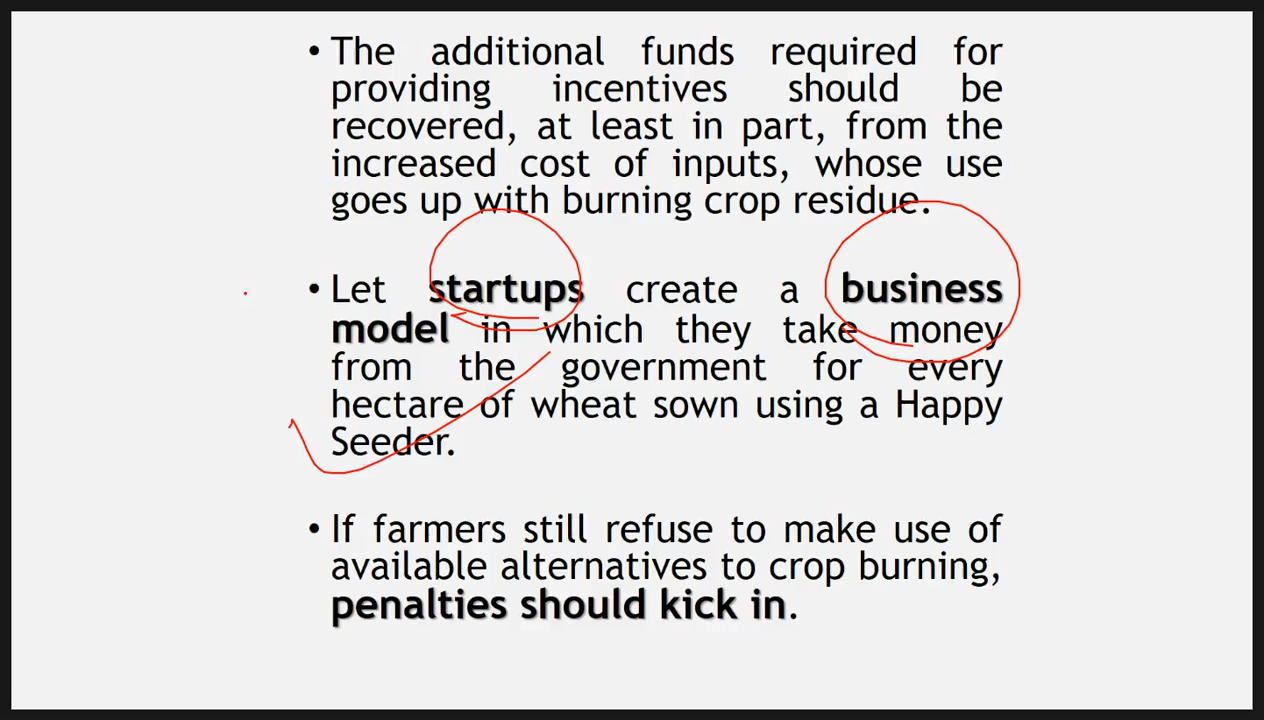 • The additional funds required for
providing incentives should be
recovered, at least in part, from the
increased cost of inputs, whose use
goes up with burning crop residue.
• Let startups create a business
model in which they take money
from the government for every
hectare of wheat sown using a Happy
Seeder.
• If farmers still refuse to make use of
available alternatives to crop burning,
penalties should kick in.